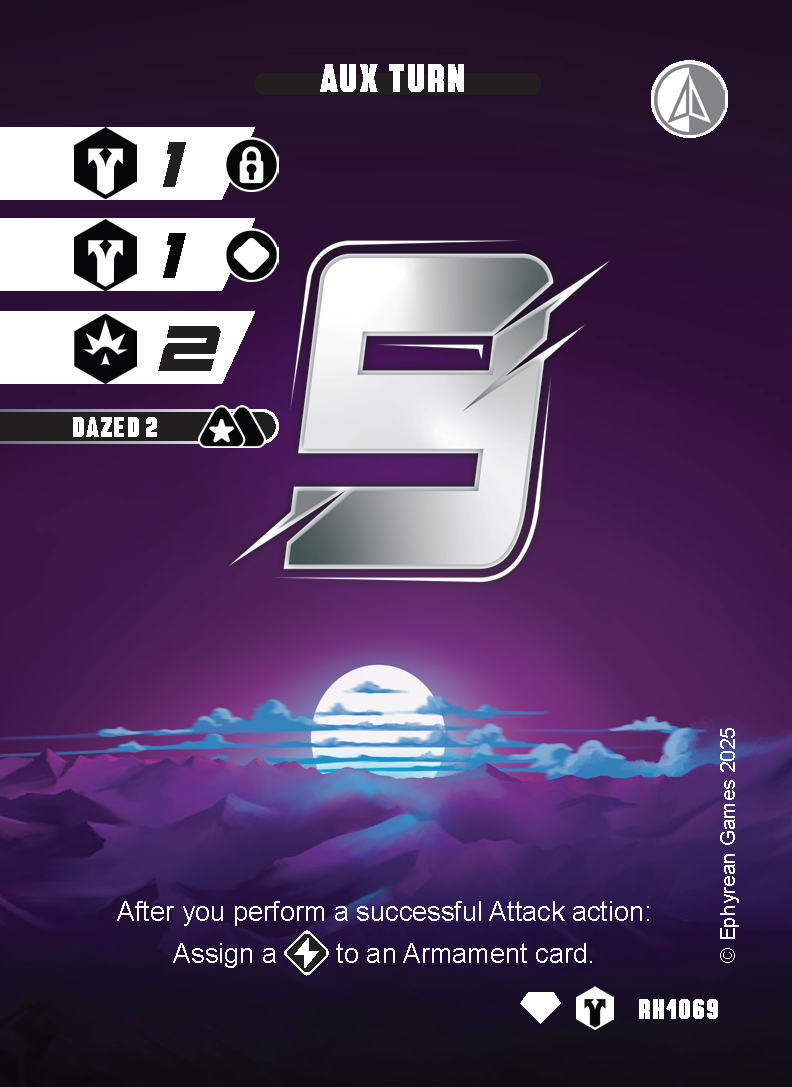 AUX TURN
1
1
2
DAZED 2
S
After you perform a successful Attack action:
Assign a to an Armament card.
© Ephyrean Games 2025
RH1069